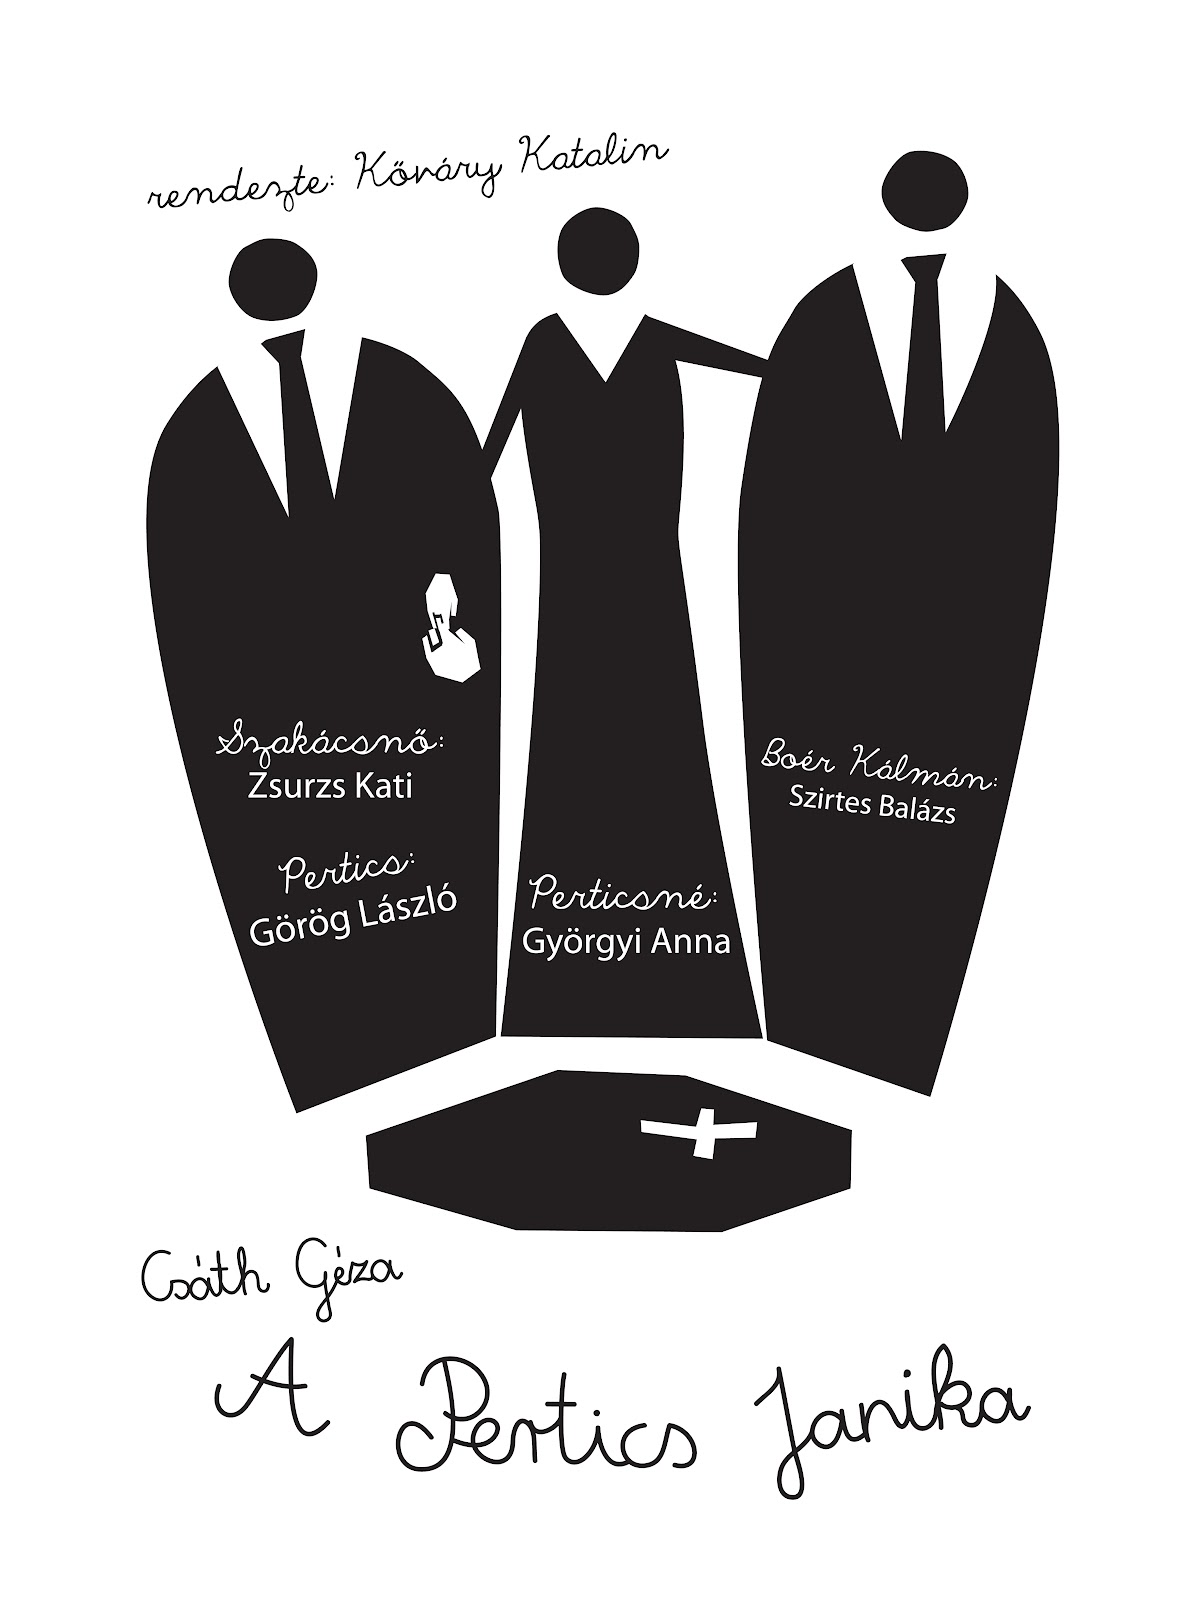 rendezte: Kőváry Katalin
Szakácsnő:
Zsurzs Kati
Pertics:
Görög László
Perticsné:
Györgyi Anna
Boér Kálmán:
Szirtes Balázs
Csáth Géza
A Pertics Janika